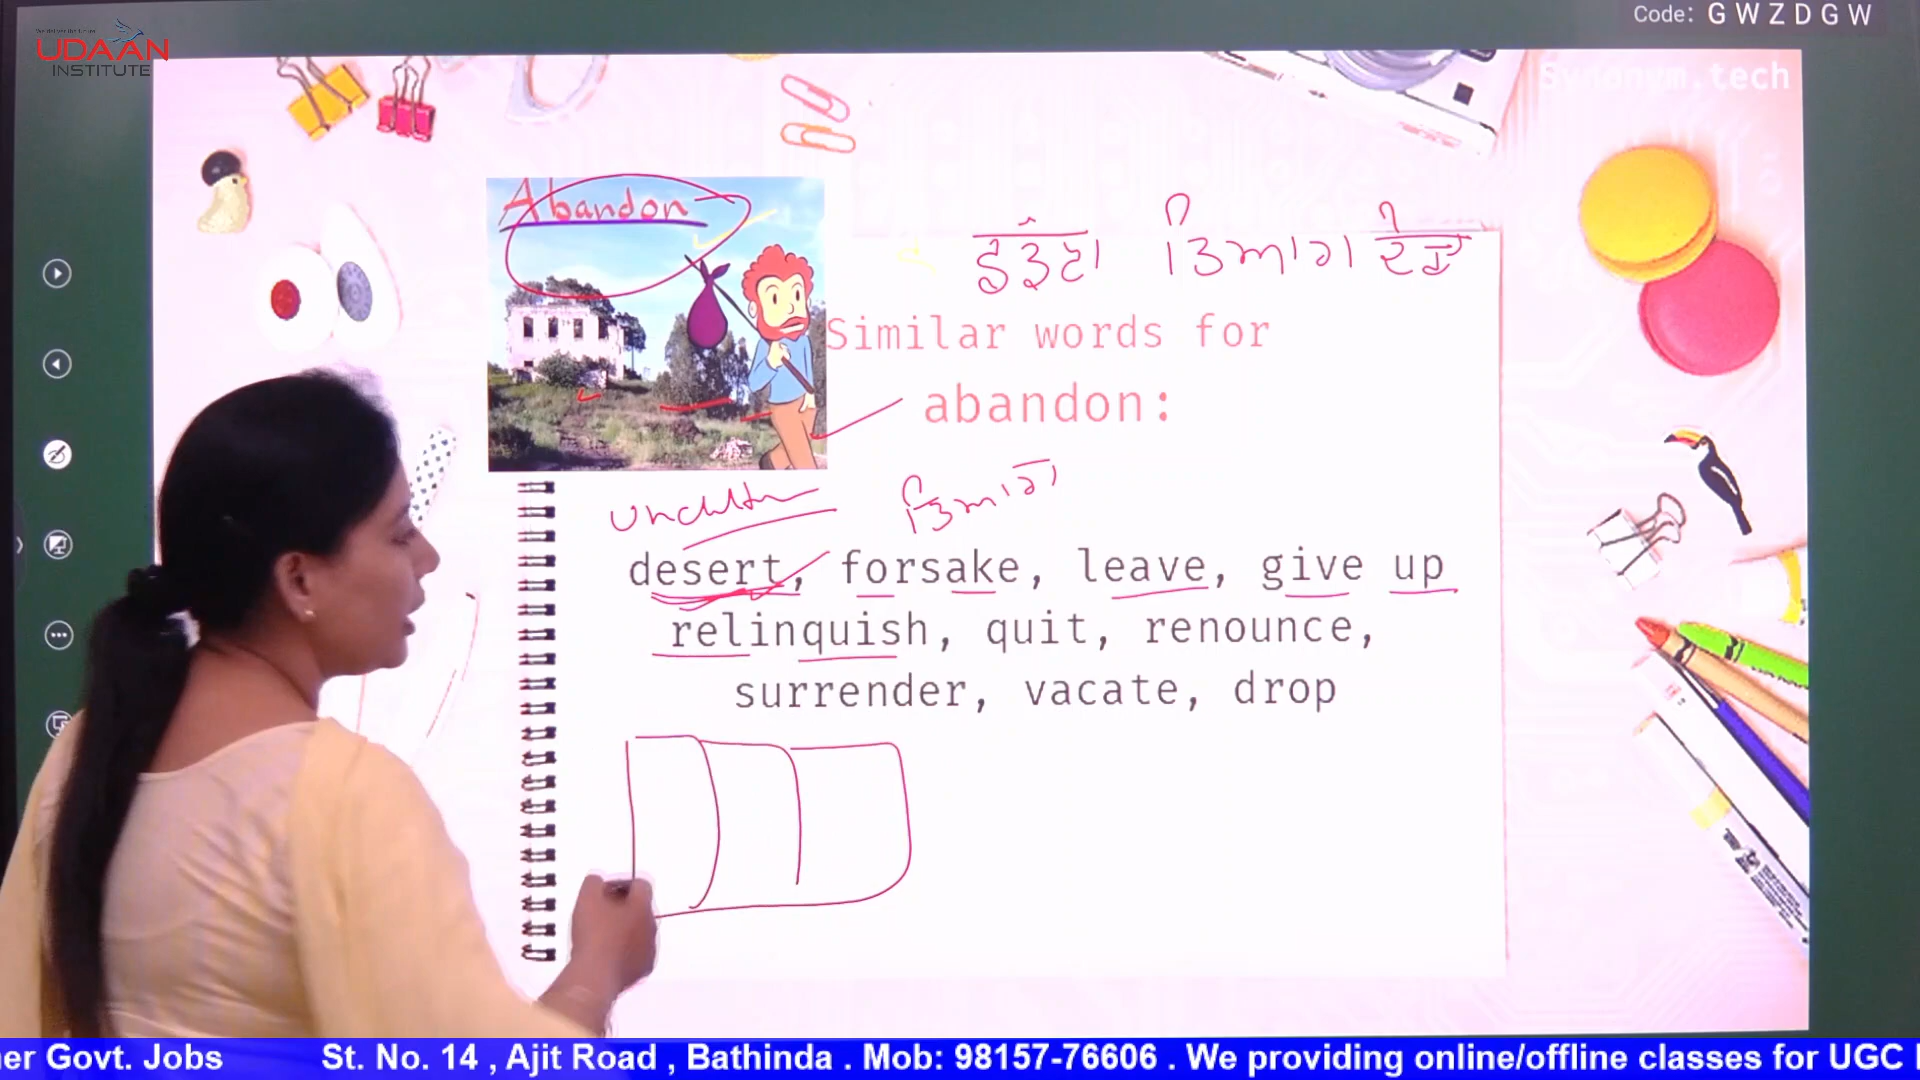 Code: GWZDGW
UDAAN
INSTITUTE
Synonym.tech
Abandon
ਛੱਡਣਾ ਤਿਆਗ ਦੇਣਾ
Similar words for
abandon:
ਤਿਆਗ
desert, forsake, leave, give up
relinquish, quit, renounce,
surrender, vacate, drop
er Govt. Jobs St. No. 14 , Ajit Road , Bathinda . Mob: 98157-76606 . We providing online/offline classes for UGC